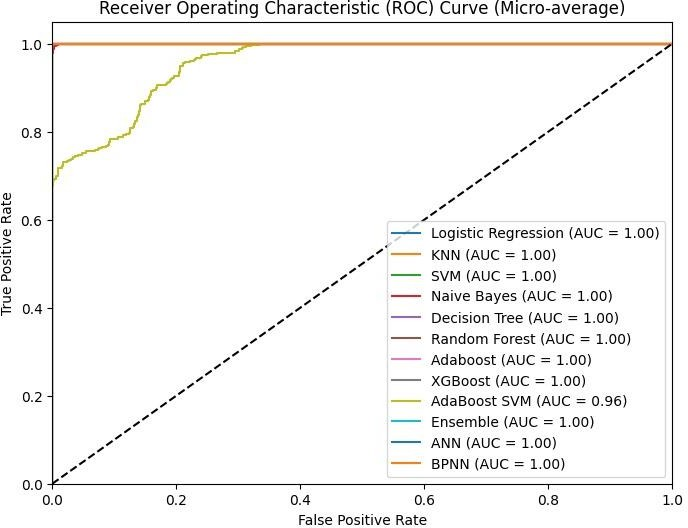 Receiver Operating Characteristic (ROC) Curve (Micro-average)
1.0
0.8
0.6
0.4
0.2
0.0
True Positive Rate
Logistic Regression (AUC = 1.00)
KNN (AUC = 1.00)
SVM (AUC = 1.00)
Naive Bayes (AUC = 1.00)
Decision Tree (AUC = 1.00)
Random Forest (AUC = 1.00)
Adaboost (AUC = 1.00)
XGBoost (AUC = 1.00)
AdaBoost SVM (AUC = 0.96)
Ensemble (AUC = 1.00)
ANN (AUC = 1.00)
BPNN (AUC = 1.00)
0.0 0.2 0.4 0.6 0.8 1.0
False Positive Rate